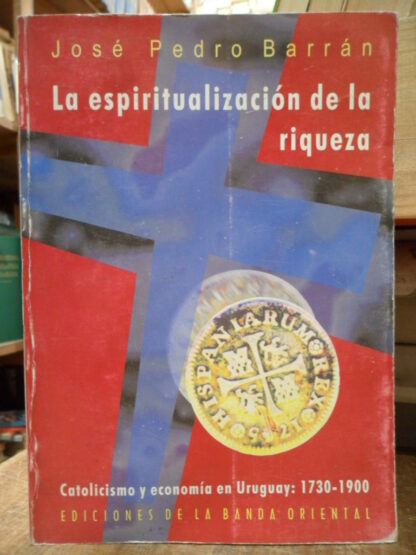 José Pedro Barrán
La espiritualización de la
riqueza
HISPANIARUM REX
Catolicismo y economía en Uruguay: 1730-1900
EDICIONES DE LA BANDA ORIENTAL